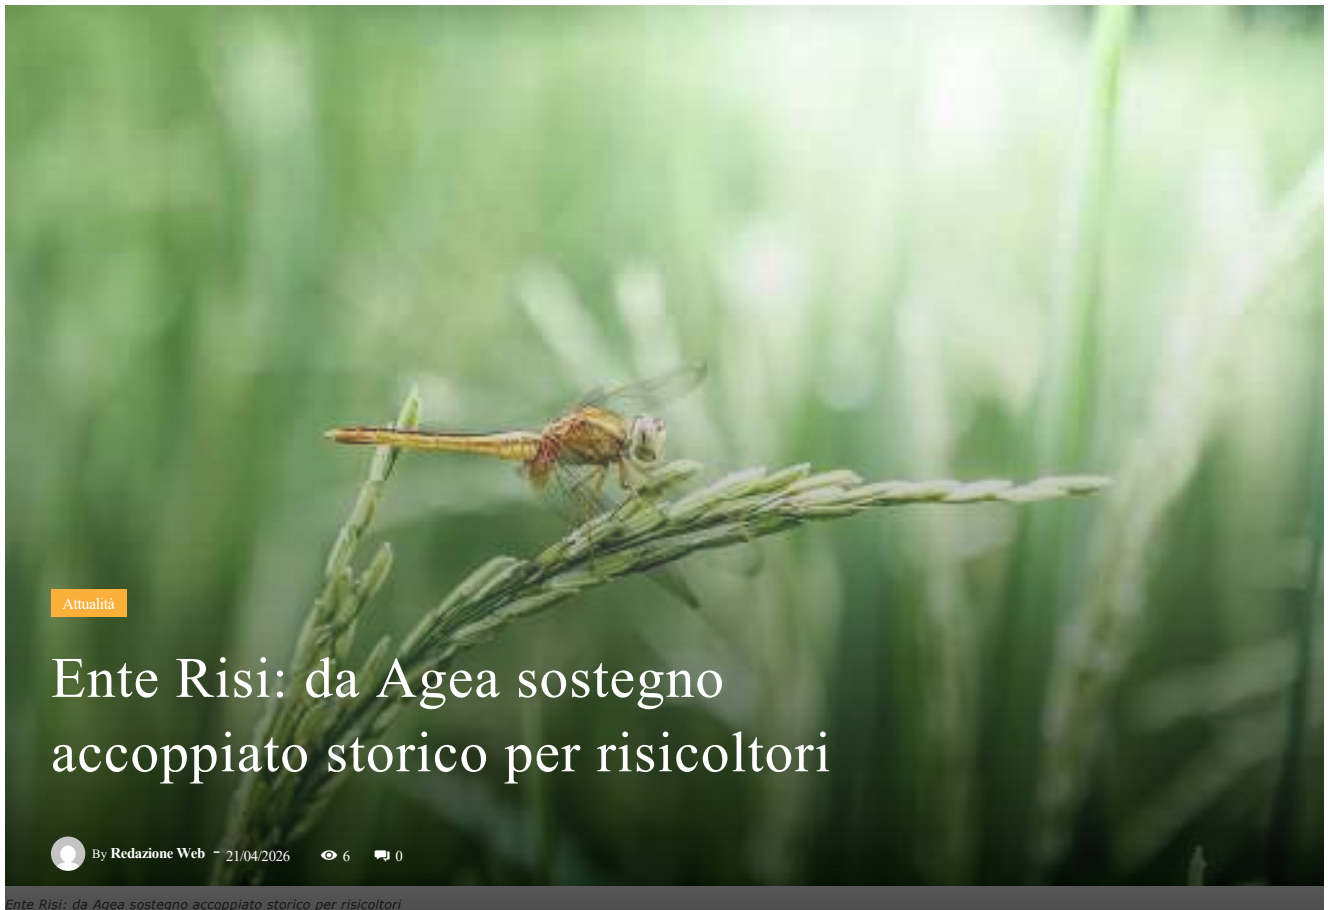 Attualità
Ente Risi: da Agea sostegno
accoppiato storico per risicoltori
By Redazione Web - 21/04/2026 6 0
Ente Risi: da Agea sostegno accoppiato storico per risicoltori